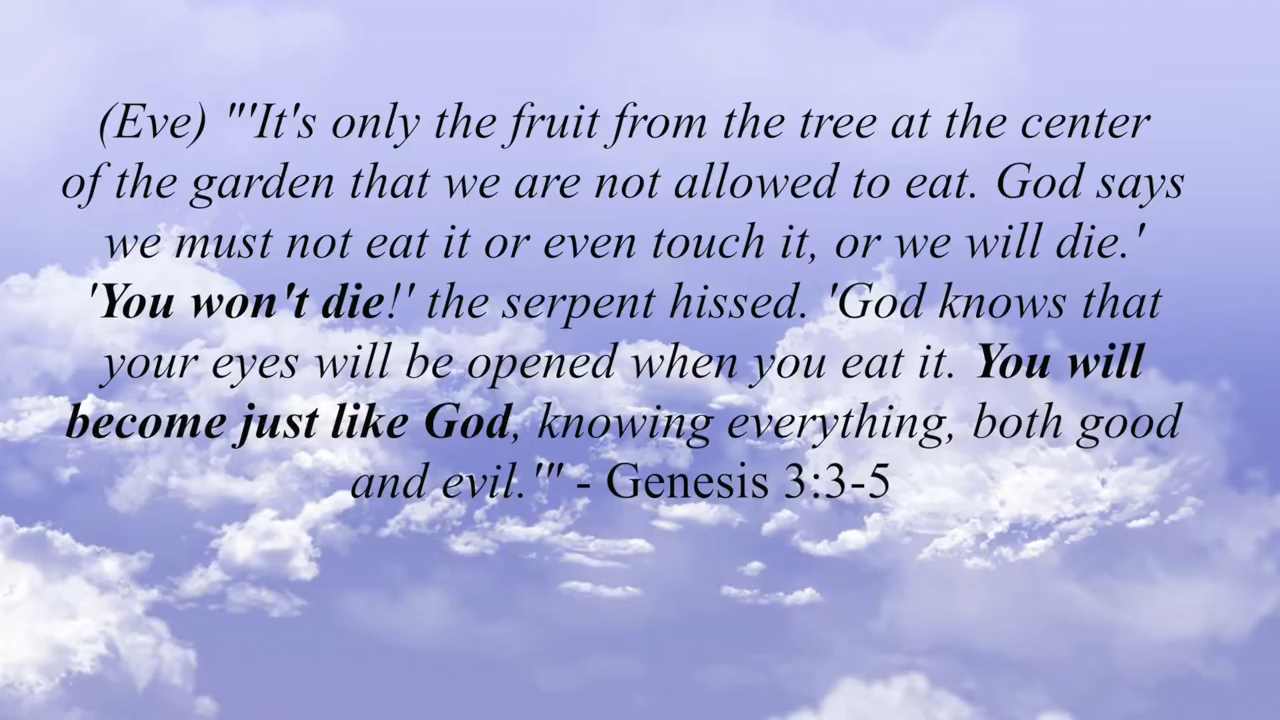 (Eve) "'It's only the fruit from the tree at the center
of the garden that we are not allowed to eat. God says
we must not eat it or even touch it, or we will die.'
'You won't die!' the serpent hissed. 'God knows that
your eyes will be opened when you eat it. You will
become just like God, knowing everything, both good
and evil.'" - Genesis 3:3-5